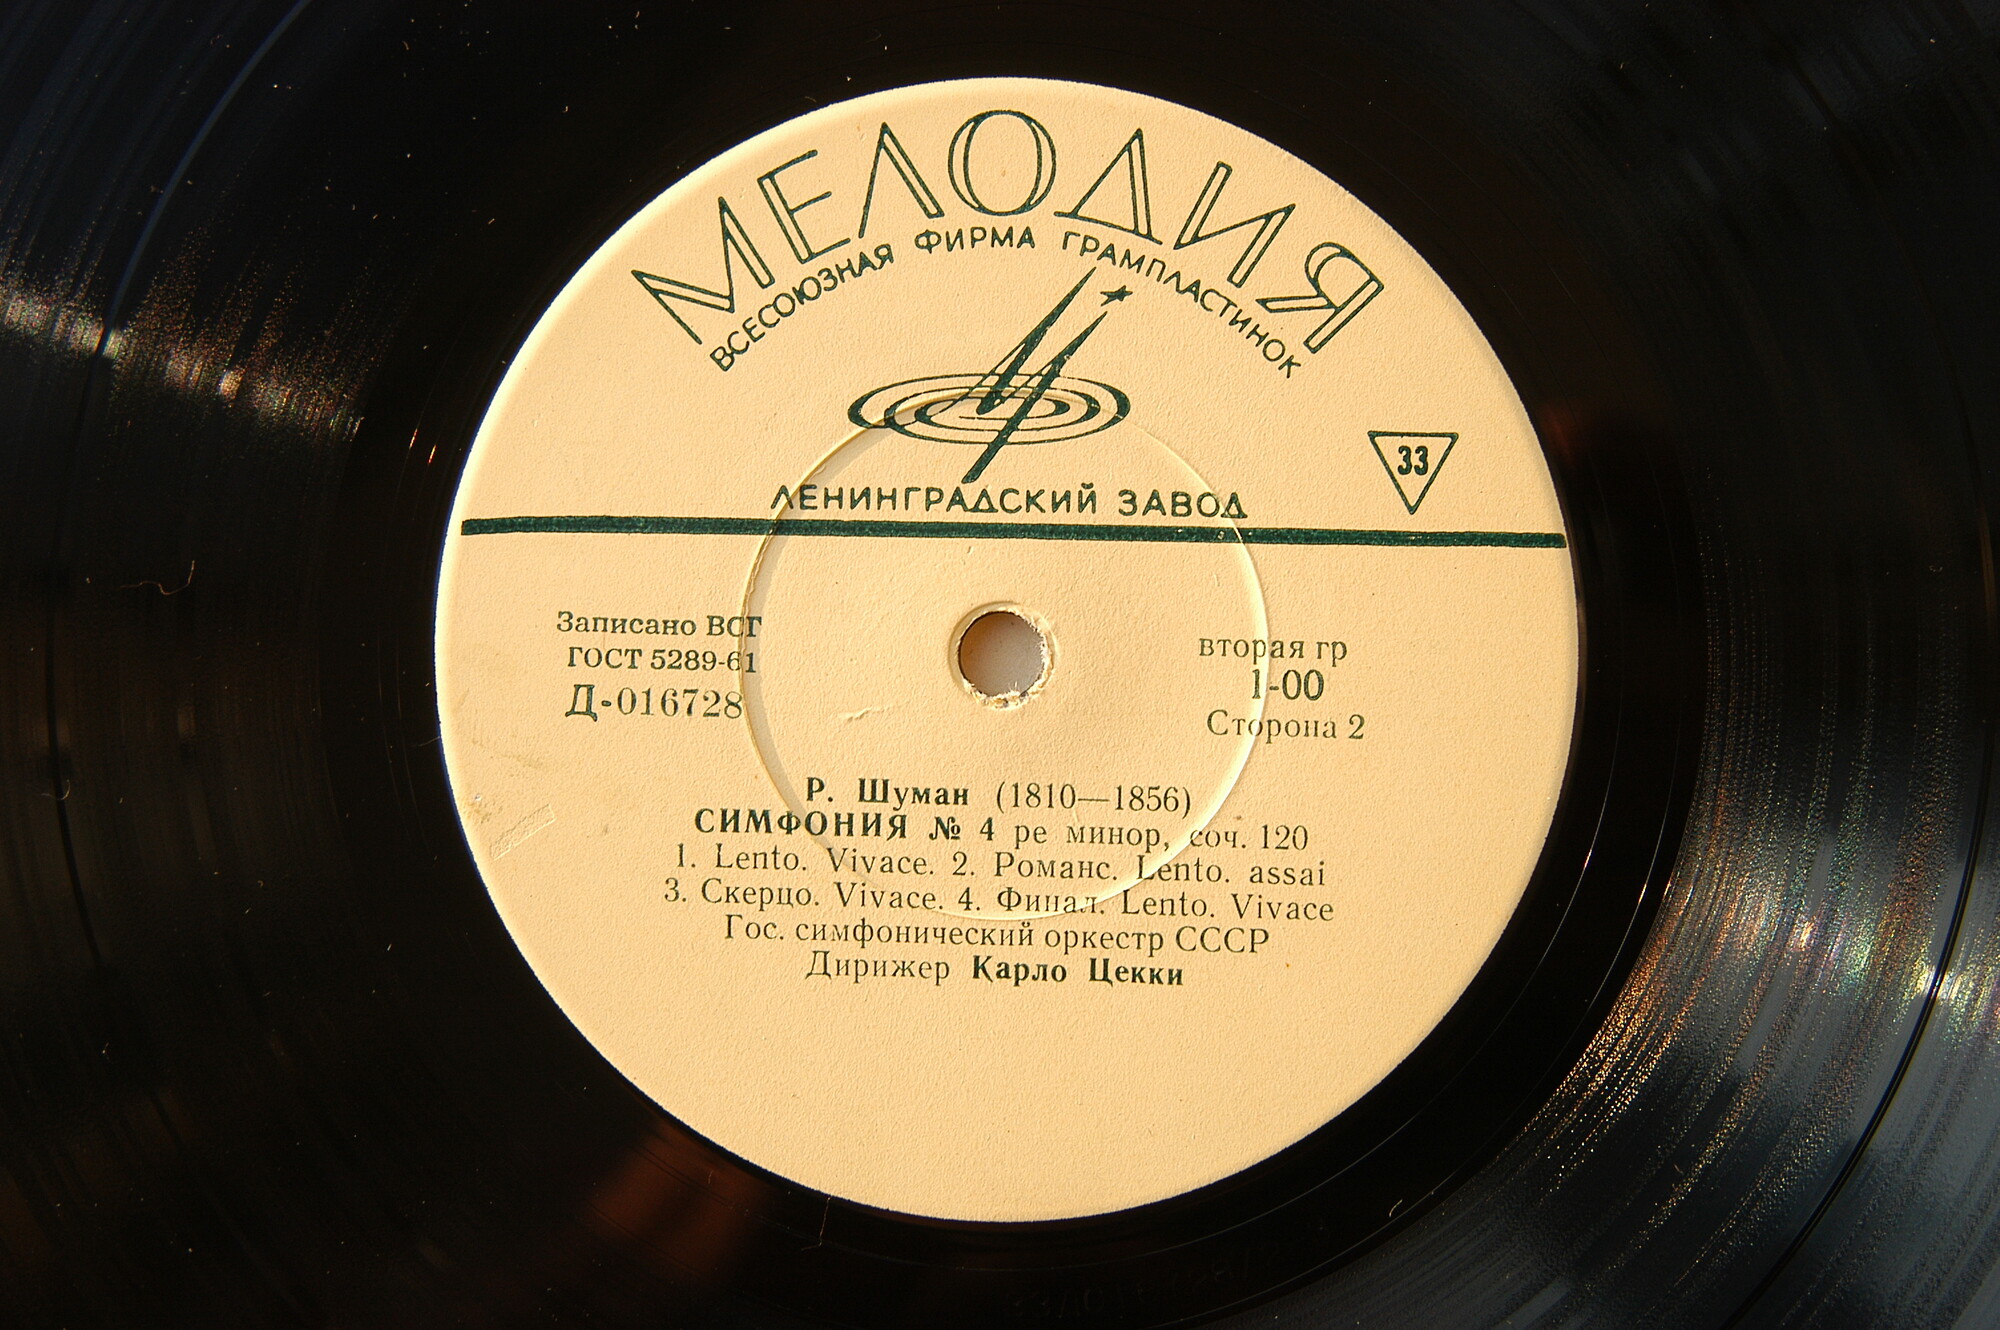 МЕЛОДИЯ
ВСЕСОЮЗНАЯ ФИРМА ГРАМПЛАСТИНОК
33
ЛЕНИНГРАДСКИЙ ЗАВОД
Записано ВСГ
ГОСТ 5289-61
Д-016728
вторая гр
1-00
Сторона 2
Р. Шуман (1810—1856)
СИМФОНИЯ № 4 ре минор, соч. 120
1. Lento. Vivace. 2. Романс. Lento. assai
3. Скерцо. Vivace. 4. Финал. Lento. Vivace
Гос. симфонический оркестр СССР
Дирижер Карло Цекки